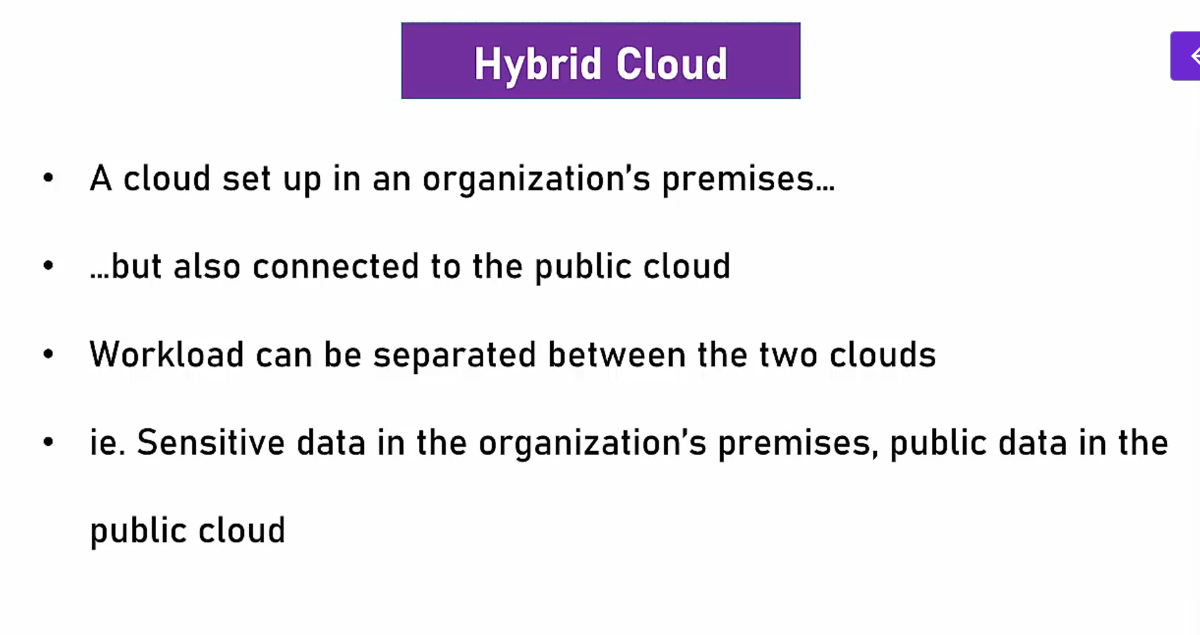 Hybrid Cloud
• A cloud set up in an organization's premises...
• ...but also connected to the public cloud
• Workload can be separated between the two clouds
• ie. Sensitive data in the organization's premises, public data in the
public cloud